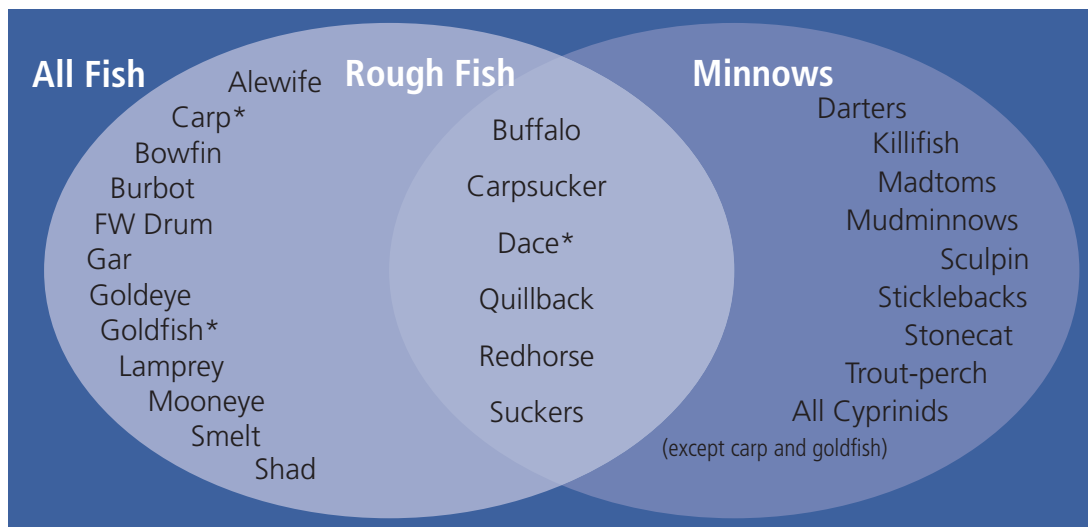 All Fish
Rough Fish
Minnows
Alewife
Carp*
Bowfin
Burbot
FW Drum
Gar
Goldeye
Goldfish*
Lamprey
Mooneye
Smelt
Shad
Buffalo
Carpsucker
Dace*
Quillback
Redhorse
Suckers
Darters
Killifish
Madtoms
Mudminnows
Sculpin
Sticklebacks
Stonecat
Trout-perch
All Cyprinids
(except carp and goldfish)